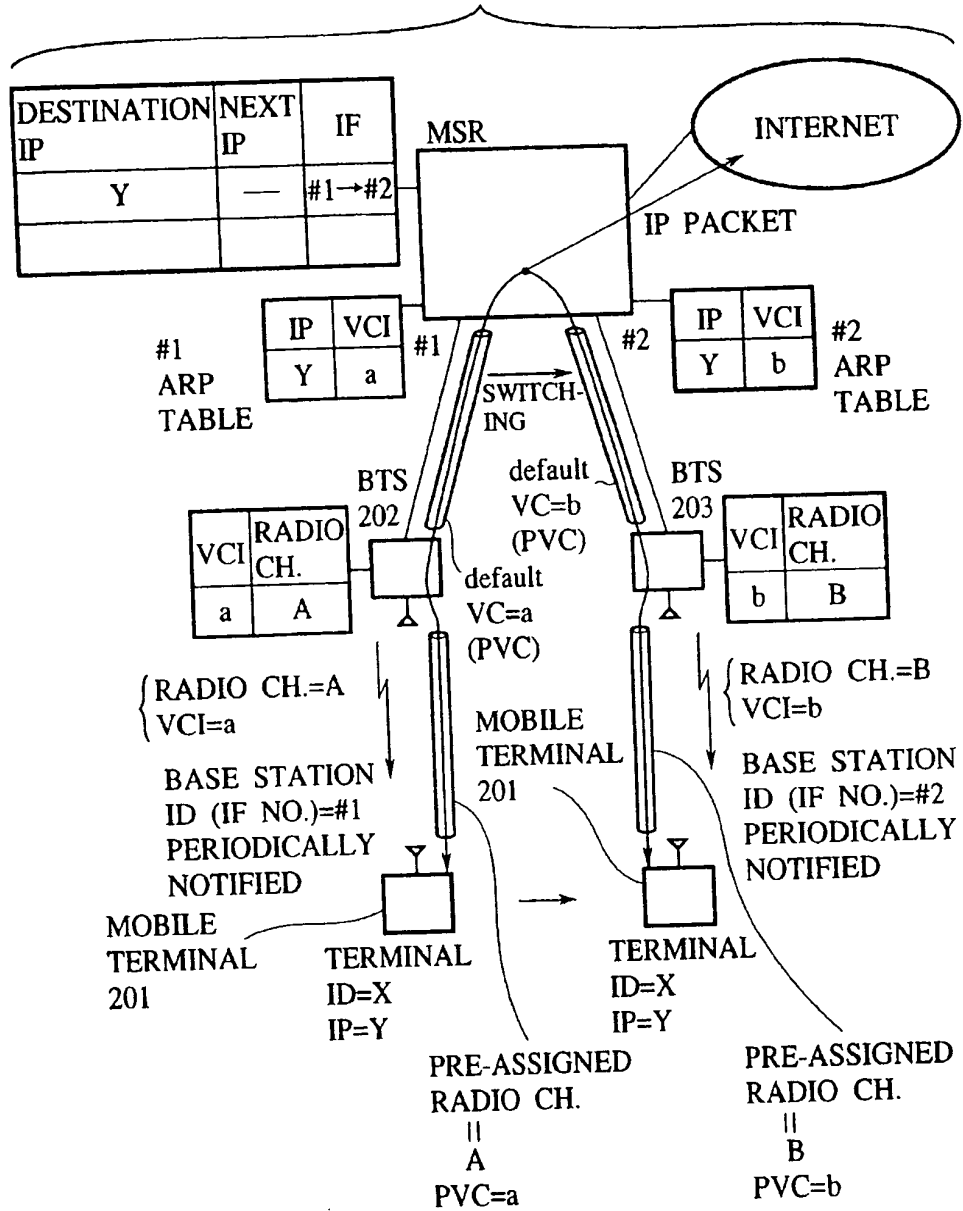 DESTINATION IP
NEXT IP
IF
Y
—
#1→#2
MSR
INTERNET
IP PACKET
#1
ARP
TABLE
IP VCI
Y a
#1
SWITCH-
ING
#2
IP VCI
Y b
#2
ARP
TABLE
BTS
202
default
VC=b
(PVC)
BTS
203
VCI
RADIO
CH.
a A
default
VC=a
(PVC)
VCI
RADIO
CH.
b B
RADIO CH.=A
VCI=a
BASE STATION
ID (IF NO.)=#1
PERIODICALLY
NOTIFIED
MOBILE
TERMINAL
201
RADIO CH.=B
VCI=b
BASE STATION
ID (IF NO.)=#2
PERIODICALLY
NOTIFIED
MOBILE
TERMINAL
201
TERMINAL
ID=X
IP=Y
TERMINAL
ID=X
IP=Y
PRE-ASSIGNED
RADIO CH.
=
A
PVC=a
PRE-ASSIGNED
RADIO CH.
=
B
PVC=b